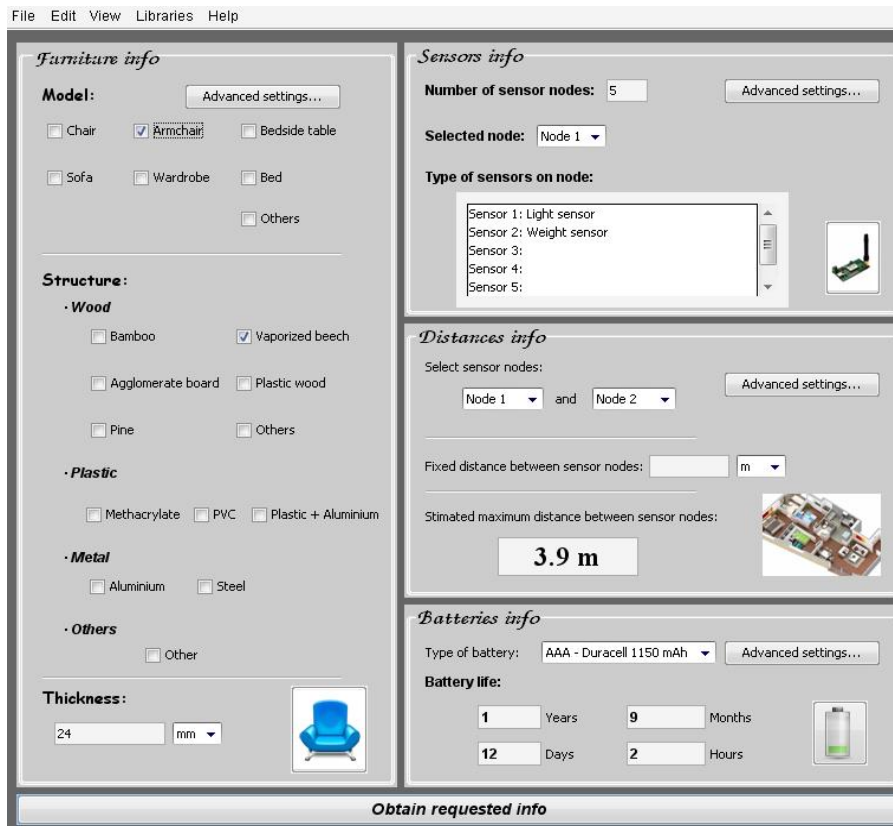 File Edit View Libraries Help
Furniture info
Model: Advanced settings...
Chair Armchair Bedside table
Sofa Wardrobe Bed
Others
Structure:
· Wood
Bamboo Vaporized beech
Agglomerate board Plastic wood
Pine Others
· Plastic
Methacrylate PVC Plastic + Aluminium
· Metal
Aluminium Steel
· Others
Other
Thickness:
24 mm
Sensors info
Number of sensor nodes: 5 Advanced settings...
Selected node: Node 1
Type of sensors on node:
Sensor 1: Light sensor
Sensor 2: Weight sensor
Sensor 3:
Sensor 4:
Sensor 5:
Distances info
Select sensor nodes:
Advanced settings...
Node 1 and Node 2
Fixed distance between sensor nodes: m
Stimated maximum distance between sensor nodes:
3.9 m
Batteries info
Type of battery: AAA - Duracell 1150 mAh Advanced settings...
Battery life:
1 Years 9 Months
12 Days 2 Hours
Obtain requested info